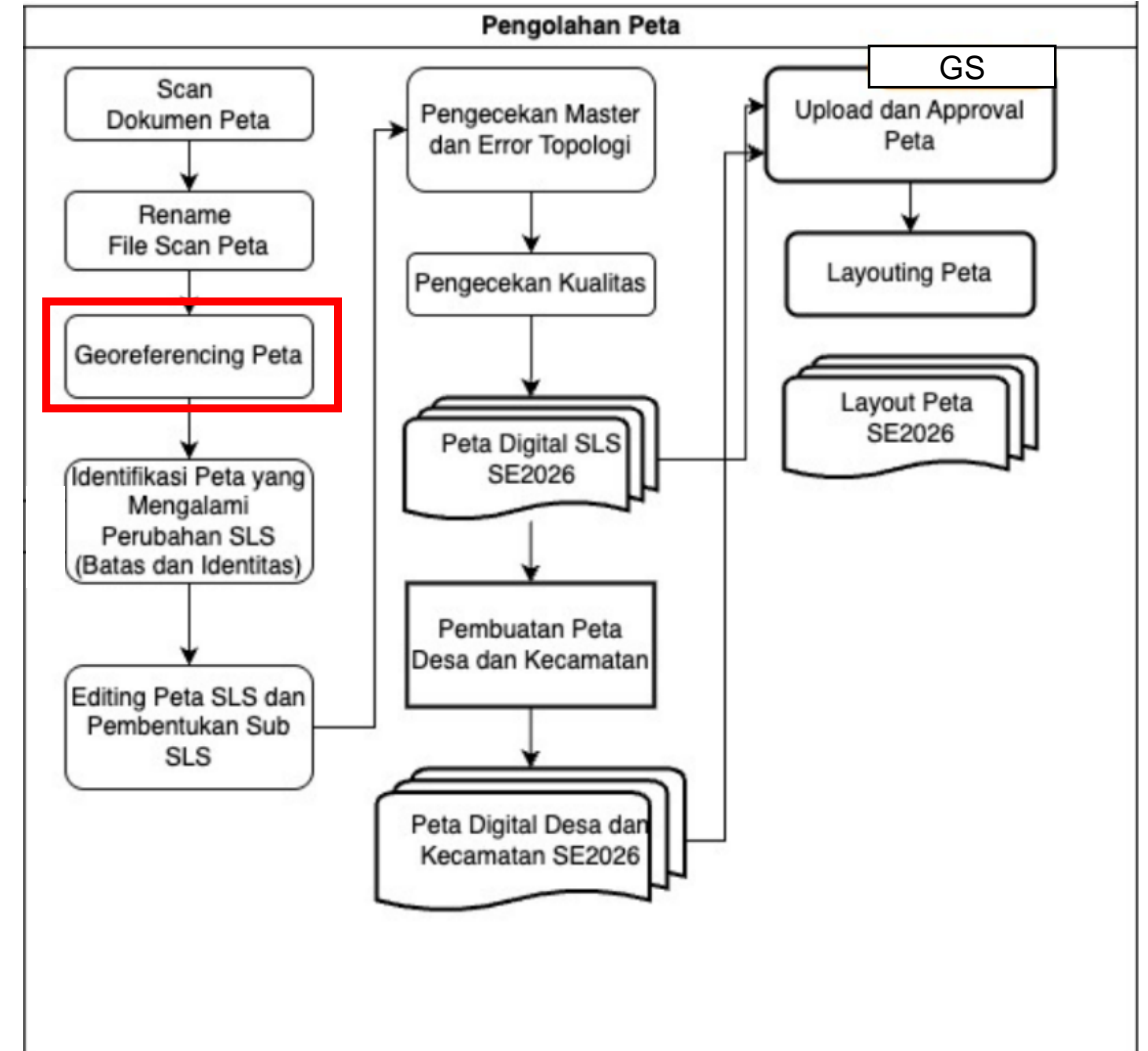 Pengolahan Peta
Scan
Dokumen Peta
Rename
File Scan Peta
Georeferencing Peta
Identifikasi Peta yang
Mengalami
Perubahan SLS
(Batas dan Identitas)
Editing Peta SLS dan
Pembentukan Sub
SLS
Pengecekan Master
dan Error Topologi
Pengecekan Kualitas
Peta Digital SLS
SE2026
Pembuatan Peta
Desa dan Kecamatan
Peta Digital Desa dan
Kecamatan SE2026
GS
Upload dan Approval
Peta
Layouting Peta
Layout Peta
SE2026